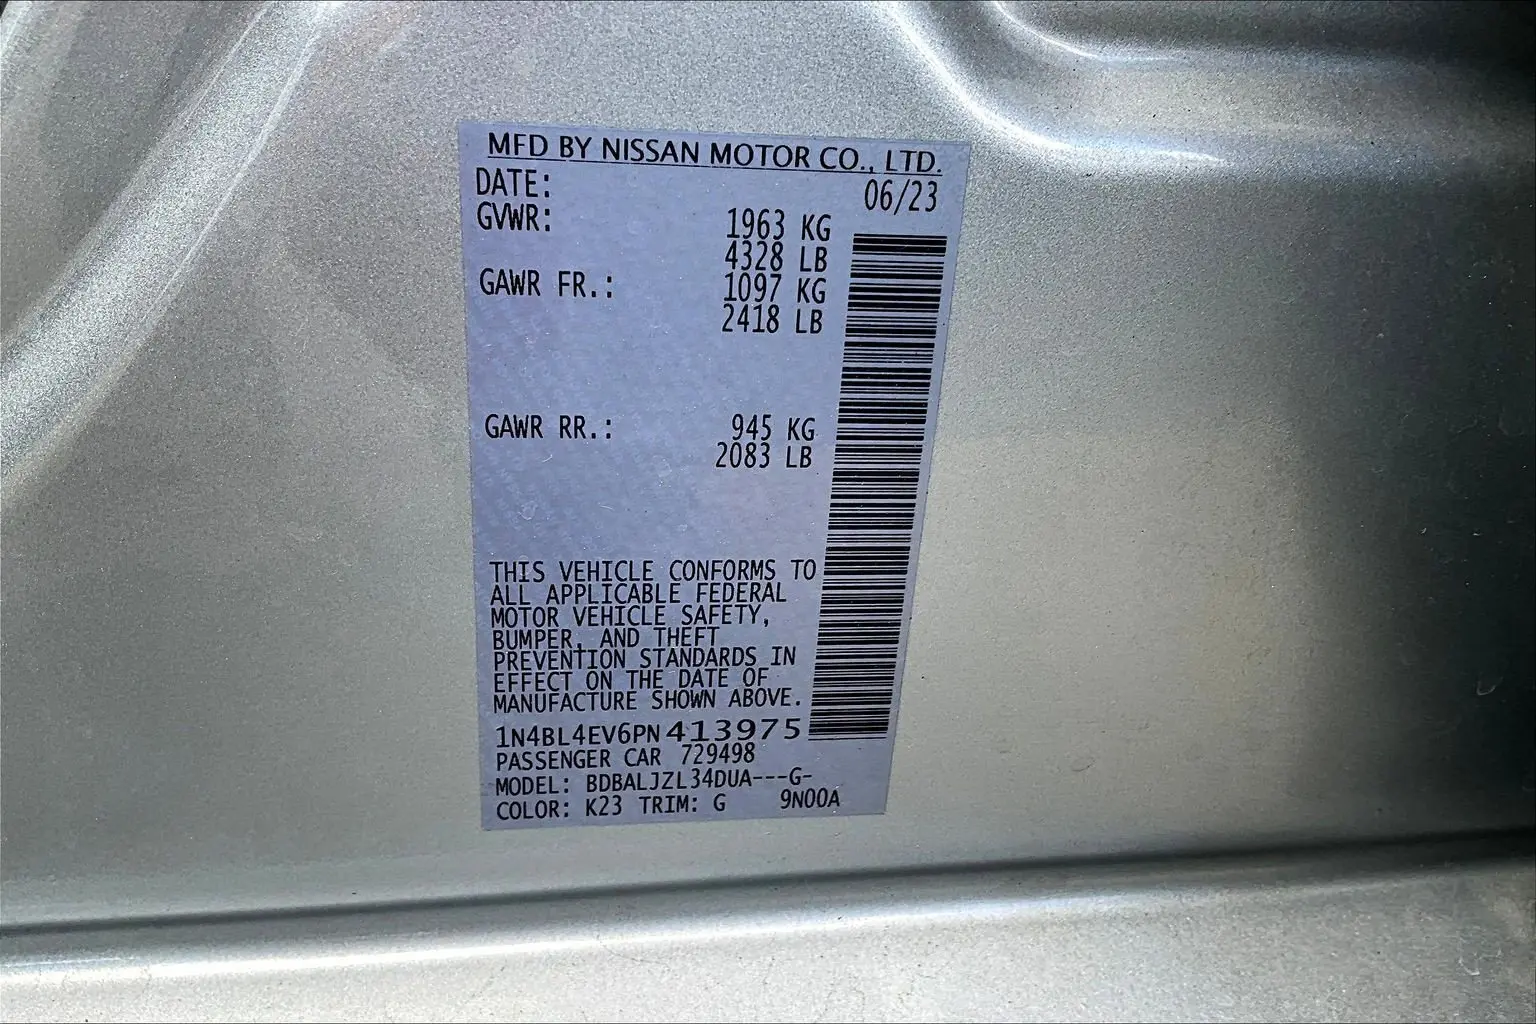 MFD BY NISSAN MOTOR CO., LTD.
DATE: 06/23
GVWR: 1963 KG
4328 LB
GAWR FR.: 1097 KG
2418 LB
GAWR RR.: 945 KG
2083 LB
THIS VEHICLE CONFORMS TO
ALL APPLICABLE FEDERAL
MOTOR VEHICLE SAFETY,
BUMPER, AND THEFT
PREVENTION STANDARDS IN
EFFECT ON THE DATE OF
MANUFACTURE SHOWN ABOVE.
1N4BL4EV6PN413975
PASSENGER CAR 729498
MODEL: BDBALJZL34DUA---G-
COLOR: K23 TRIM: G 9N00A